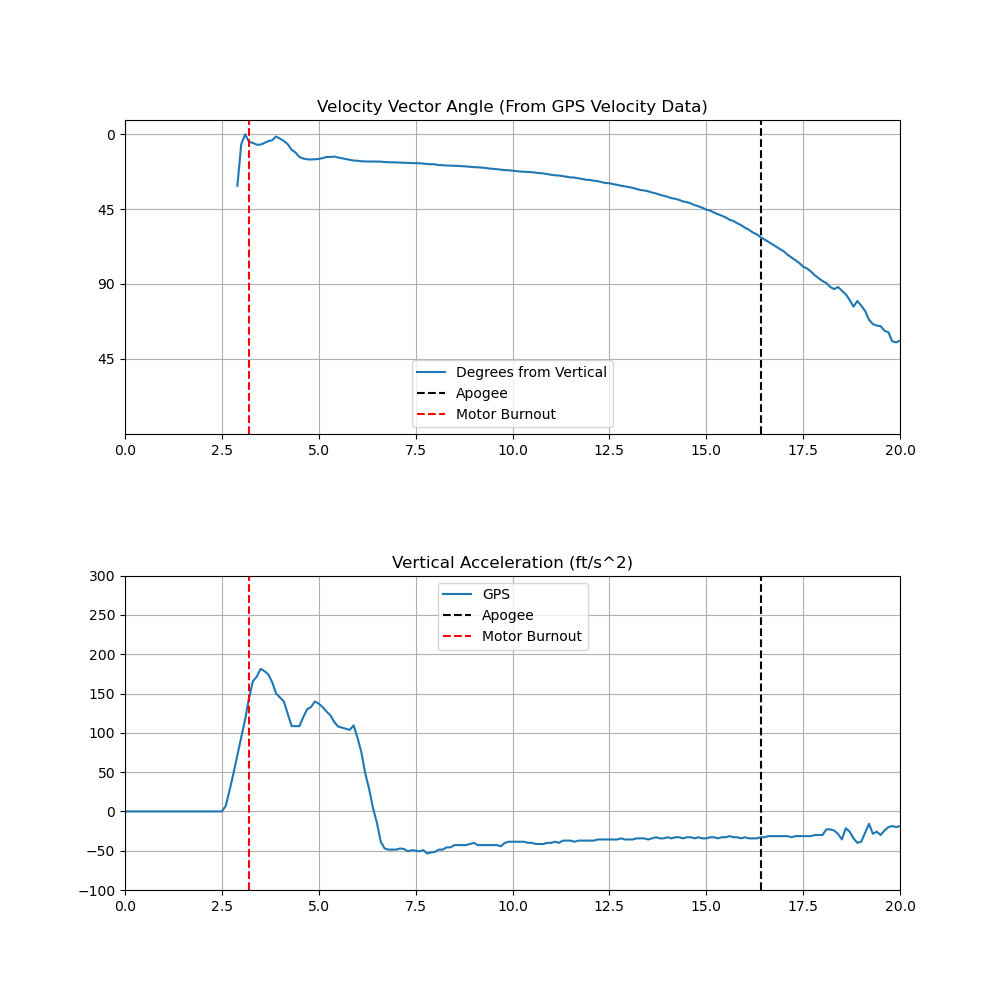 Velocity Vector Angle (From GPS Velocity Data)
0
45
90
45
Degrees from Vertical
Apogee
Motor Burnout
0.0 2.5 5.0 7.5 10.0 12.5 15.0 17.5 20.0
Vertical Acceleration (ft/s^2)
300
250
200
150
100
50
0
−50
−100
GPS
Apogee
Motor Burnout
0.0 2.5 5.0 7.5 10.0 12.5 15.0 17.5 20.0